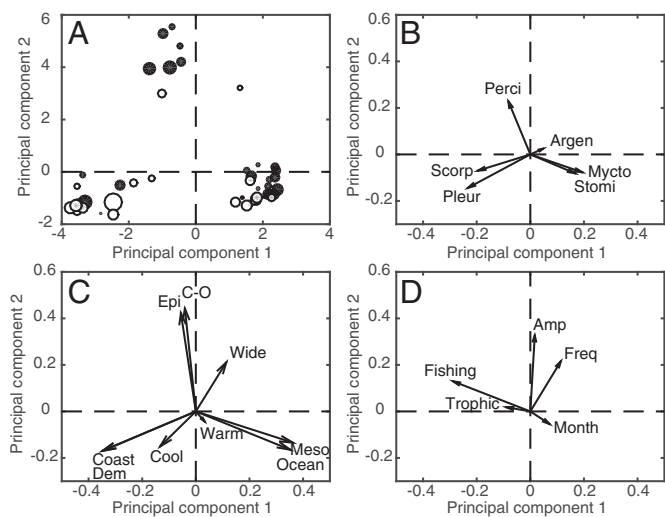 A
Principal component 2
6
4
2
0
-2
-4
-2
0
2
4
Principal component 1
B
Principal component 2
0.6
0.4
0.2
0
-0.2
Perci
Argen
Scorp
Mycto
Pleur
Stomi
-0.4
-0.2
0
0.2
0.4
Principal component 1
C
Principal component 2
0.6
0.4
0.2
0
-0.2
Epi C-O
Wide
Warm
Coast
Dem
Cool
Meso
Ocean
-0.4
-0.2
0
0.2
0.4
Principal component 1
D
Principal component 2
0.6
0.4
0.2
0
-0.2
Amp
Freq
Fishing
Trophic
Month
-0.4
-0.2
0
0.2
0.4
Principal component 1